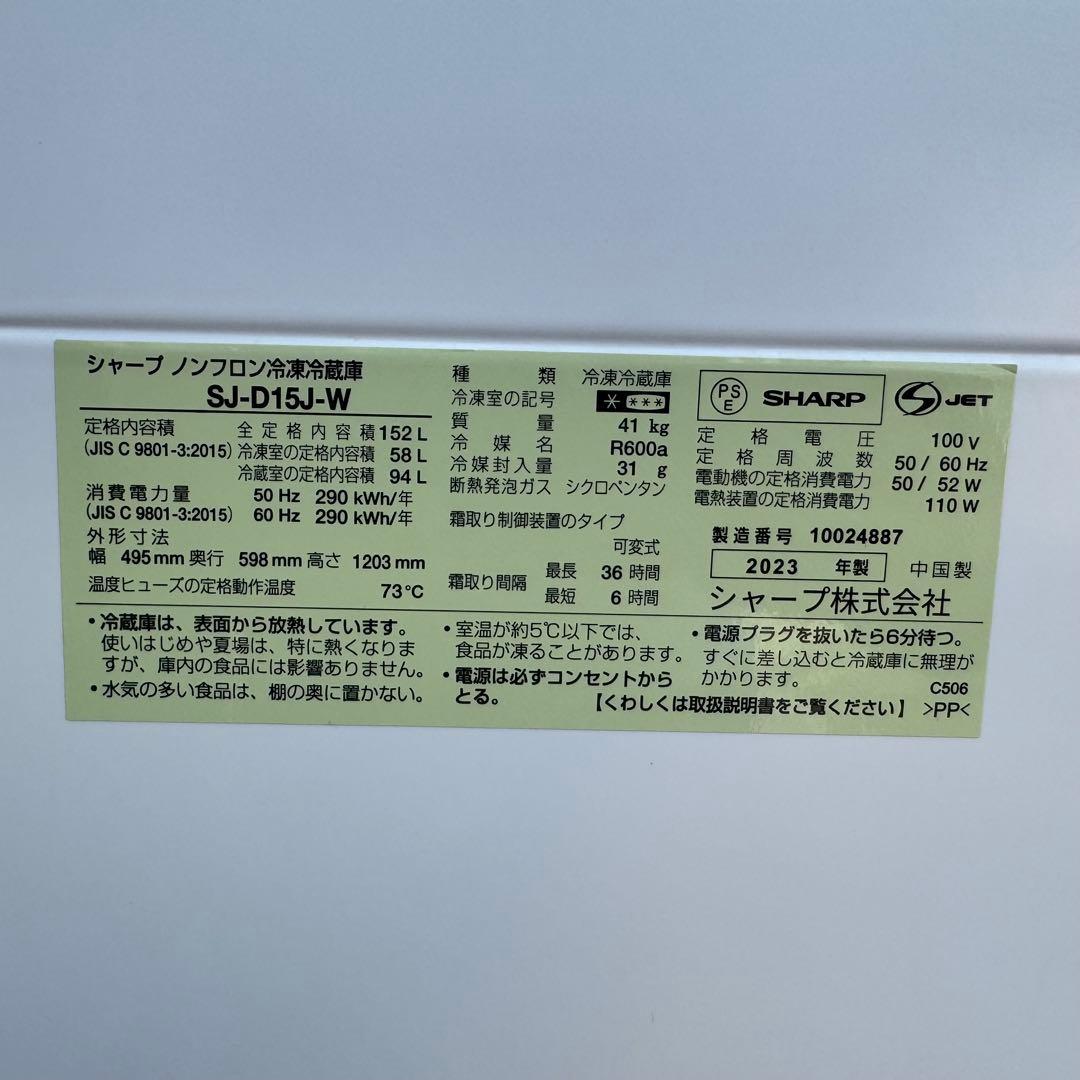 シャープ ノンフロン冷凍冷蔵庫
SJ-D15J-W
定格内容積 全定格内容積 152 L
(JIS C 9801-3:2015) 冷凍室の定格内容積 58 L
冷蔵室の定格内容積 94 L
消費電力量 50 Hz 290 kWh/年
(JIS C 9801-3:2015) 60 Hz 290 kWh/年
外形寸法
幅 495 mm 奥行 598 mm 高さ 1203 mm
温度ヒューズの定格動作温度 73 ℃
種類 冷凍冷蔵庫
冷凍室の記号 * ***
質量 41 kg
冷媒名 R600a
冷媒封入量 31 g
断熱発泡ガス シクロペンタン
霜取り制御装置のタイプ
可変式
霜取り間隔 最長 36 時間
最短 6 時間
PSE SHARP S JET
定格電圧 100 V
定格周波数 50 / 60 Hz
電動機の定格消費電力 50 / 52 W
電熱装置の定格消費電力 110 W
製造番号 10024887
2023 年製 中国製
シャープ株式会社
・冷蔵庫は、表面から放熱しています。
使いはじめや夏場は、特に熱くなりま
すが、庫内の食品には影響ありません。
・水気の多い食品は、棚の奥に置かない。
・室温が約5℃以下では、
食品が凍ることがあります。
・電源は必ずコンセントから
とる。
・電源プラグを抜いたら6分待つ。
すぐに差し込むと冷蔵庫に無理が
かかります。
C506
【くわしくは取扱説明書をご覧ください】 >PP<